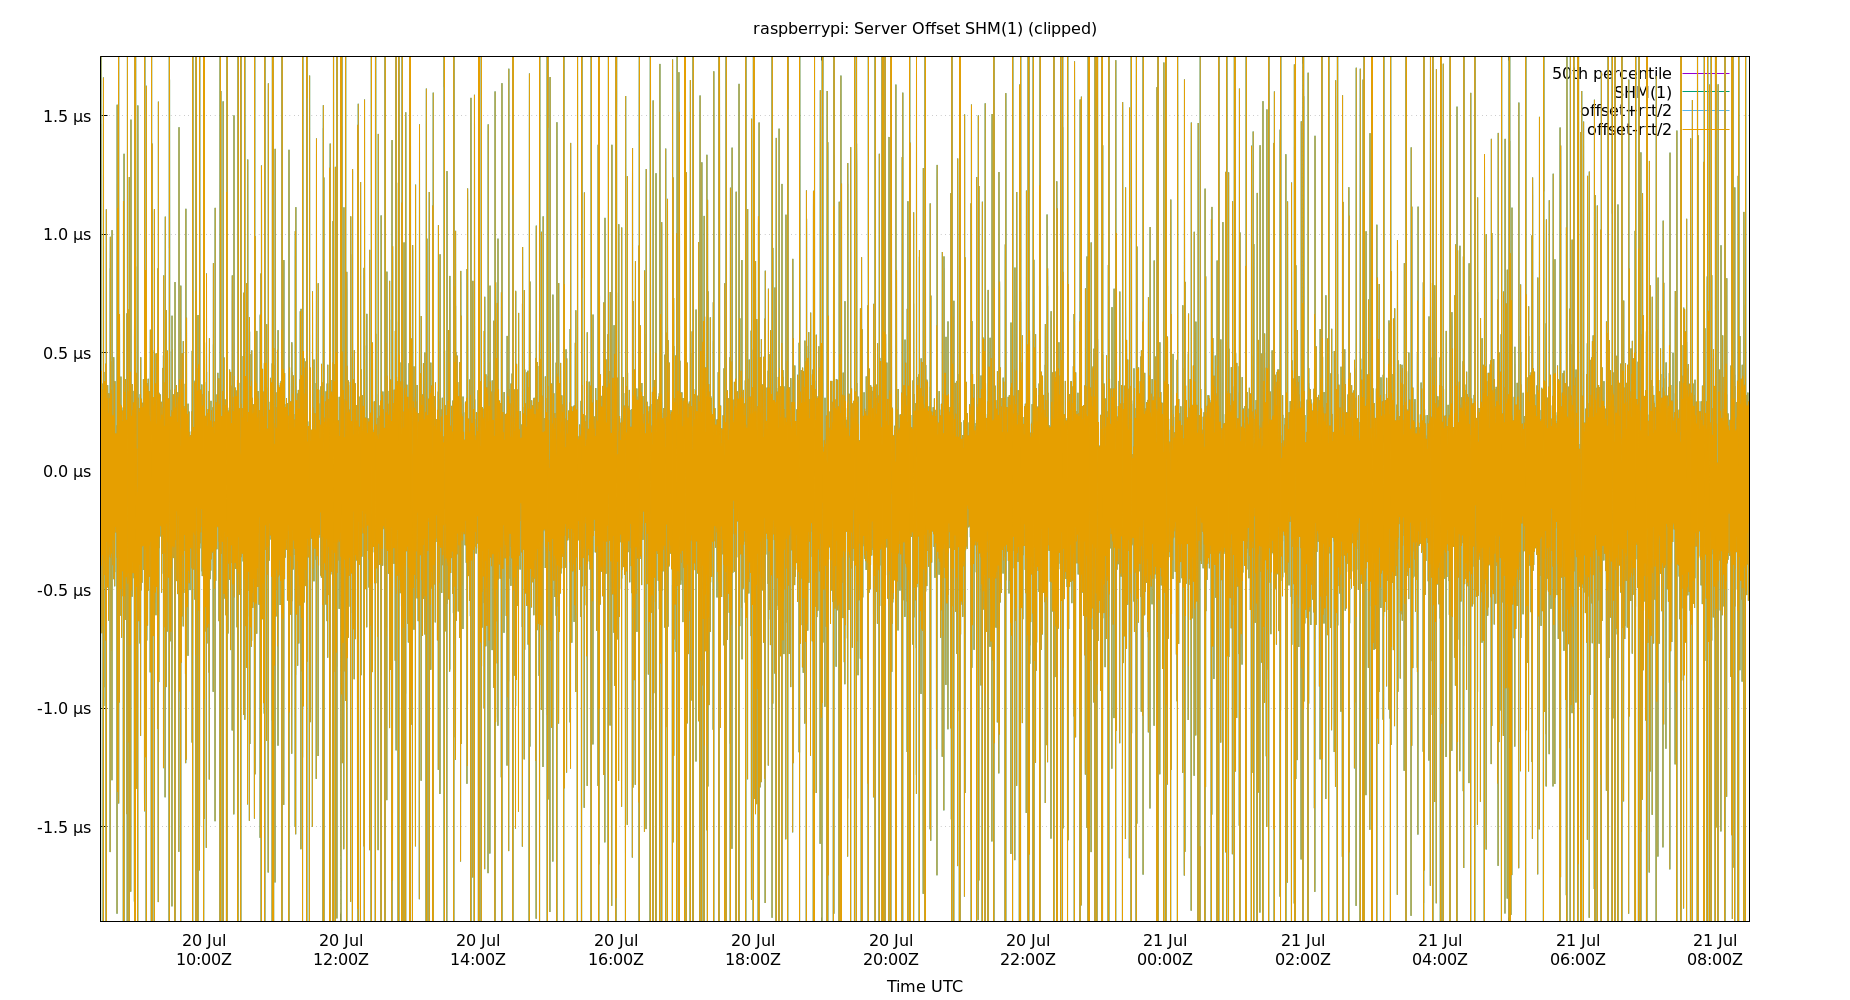 raspberrypi: Server Offset SHM(1) (clipped)
50th percentile
SHM(1)
offset+rtt/2
offset-rtt/2
1.5 µs
1.0 µs
0.5 µs
0.0 µs
-0.5 µs
-1.0 µs
-1.5 µs
20 Jul 20 Jul 20 Jul 20 Jul 20 Jul 20 Jul 20 Jul 21 Jul 21 Jul 21 Jul 21 Jul 21 Jul
10:00Z 12:00Z 14:00Z 16:00Z 18:00Z 20:00Z 22:00Z 00:00Z 02:00Z 04:00Z 06:00Z 08:00Z
Time UTC